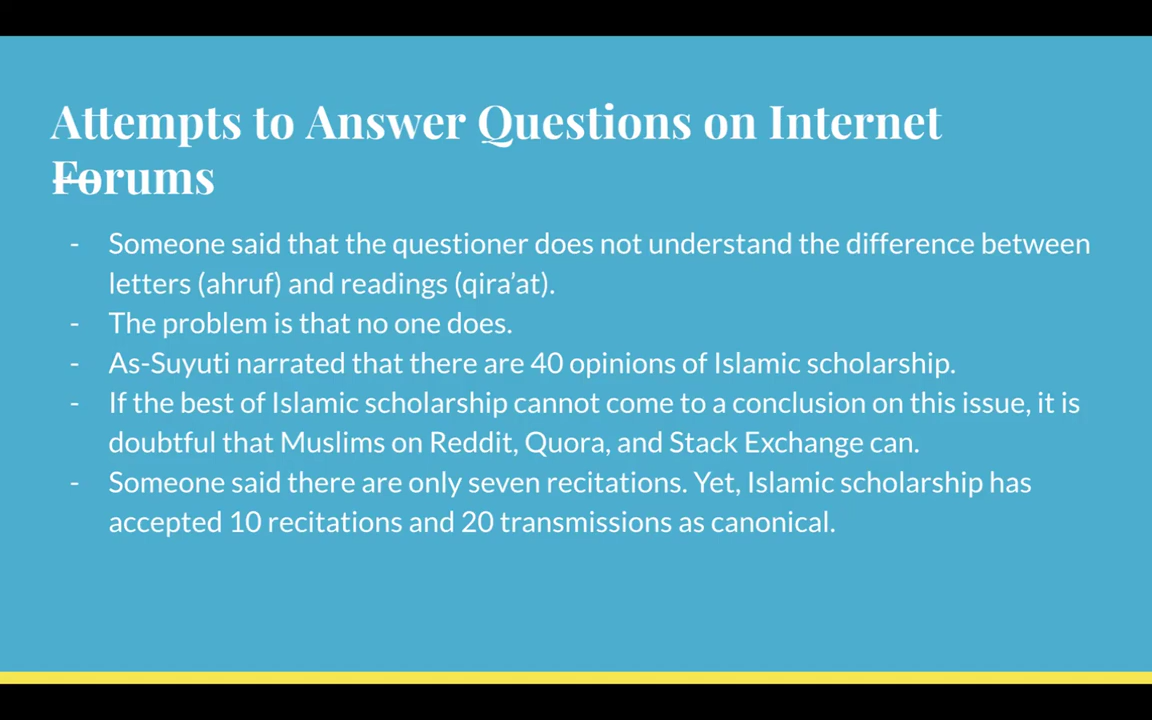 Attempts to Answer Questions on Internet
Forums
- Someone said that the questioner does not understand the difference between
letters (ahruf) and readings (qira’at).
- The problem is that no one does.
- As-Suyuti narrated that there are 40 opinions of Islamic scholarship.
- If the best of Islamic scholarship cannot come to a conclusion on this issue, it is
doubtful that Muslims on Reddit, Quora, and Stack Exchange can.
- Someone said there are only seven recitations. Yet, Islamic scholarship has
accepted 10 recitations and 20 transmissions as canonical.